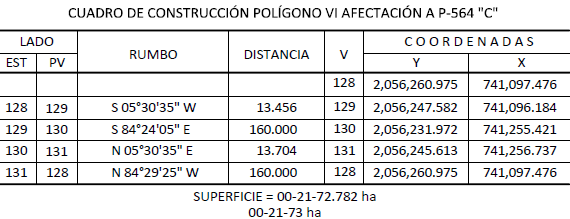 CUADRO DE CONSTRUCCIÓN POLÍGONO VI AFECTACIÓN A P-564 "C"
LADO RUMBO DISTANCIA V COORDENADAS
EST PV Y X
128 2,056,260.975 741,097.476
128 129 S 05°30'35" W 13.456 129 2,056,247.582 741,096.184
129 130 S 84°24'05" E 160.000 130 2,056,231.972 741,255.421
130 131 N 05°30'35" E 13.704 131 2,056,245.613 741,256.737
131 128 N 84°29'25" W 160.000 128 2,056,260.975 741,097.476
SUPERFICIE = 00-21-72.782 ha
00-21-73 ha